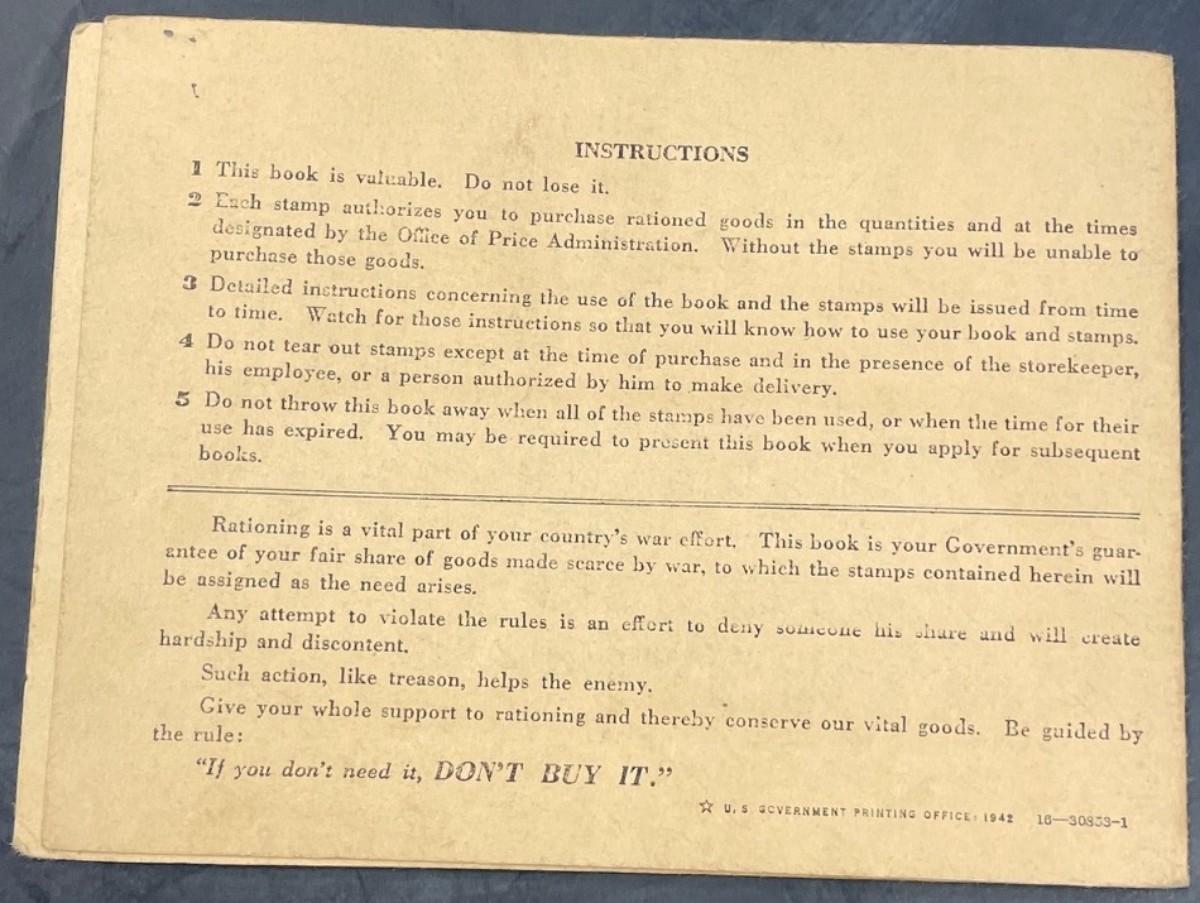 INSTRUCTIONS
1 This book is valuable. Do not lose it.
2 Each stamp authorizes you to purchase rationed goods in the quantities and at the times
designated by the Office of Price Administration. Without the stamps you will be unable to
purchase those goods.
3 Detailed instructions concerning the use of the book and the stamps will be issued from time
to time. Watch for those instructions so that you will know how to use your book and stamps.
4 Do not tear out stamps except at the time of purchase and in the presence of the storekeeper,
his employee, or a person authorized by him to make delivery.
5 Do not throw this book away when all of the stamps have been used, or when the time for their
use has expired. You may be required to present this book when you apply for subsequent
books.
Rationing is a vital part of your country's war effort. This book is your Government's guar-
antee of your fair share of goods made scarce by war, to which the stamps contained herein will
be assigned as the need arises.
Any attempt to violate the rules is an effort to deny someone his share and will create
hardship and discontent.
Such action, like treason, helps the enemy.
Give your whole support to rationing and thereby conserve our vital goods. Be guided by
the rule:
"If you don't need it, DON'T BUY IT."
☆ U. S. GOVERNMENT PRINTING OFFICE: 1942 16—30853-1